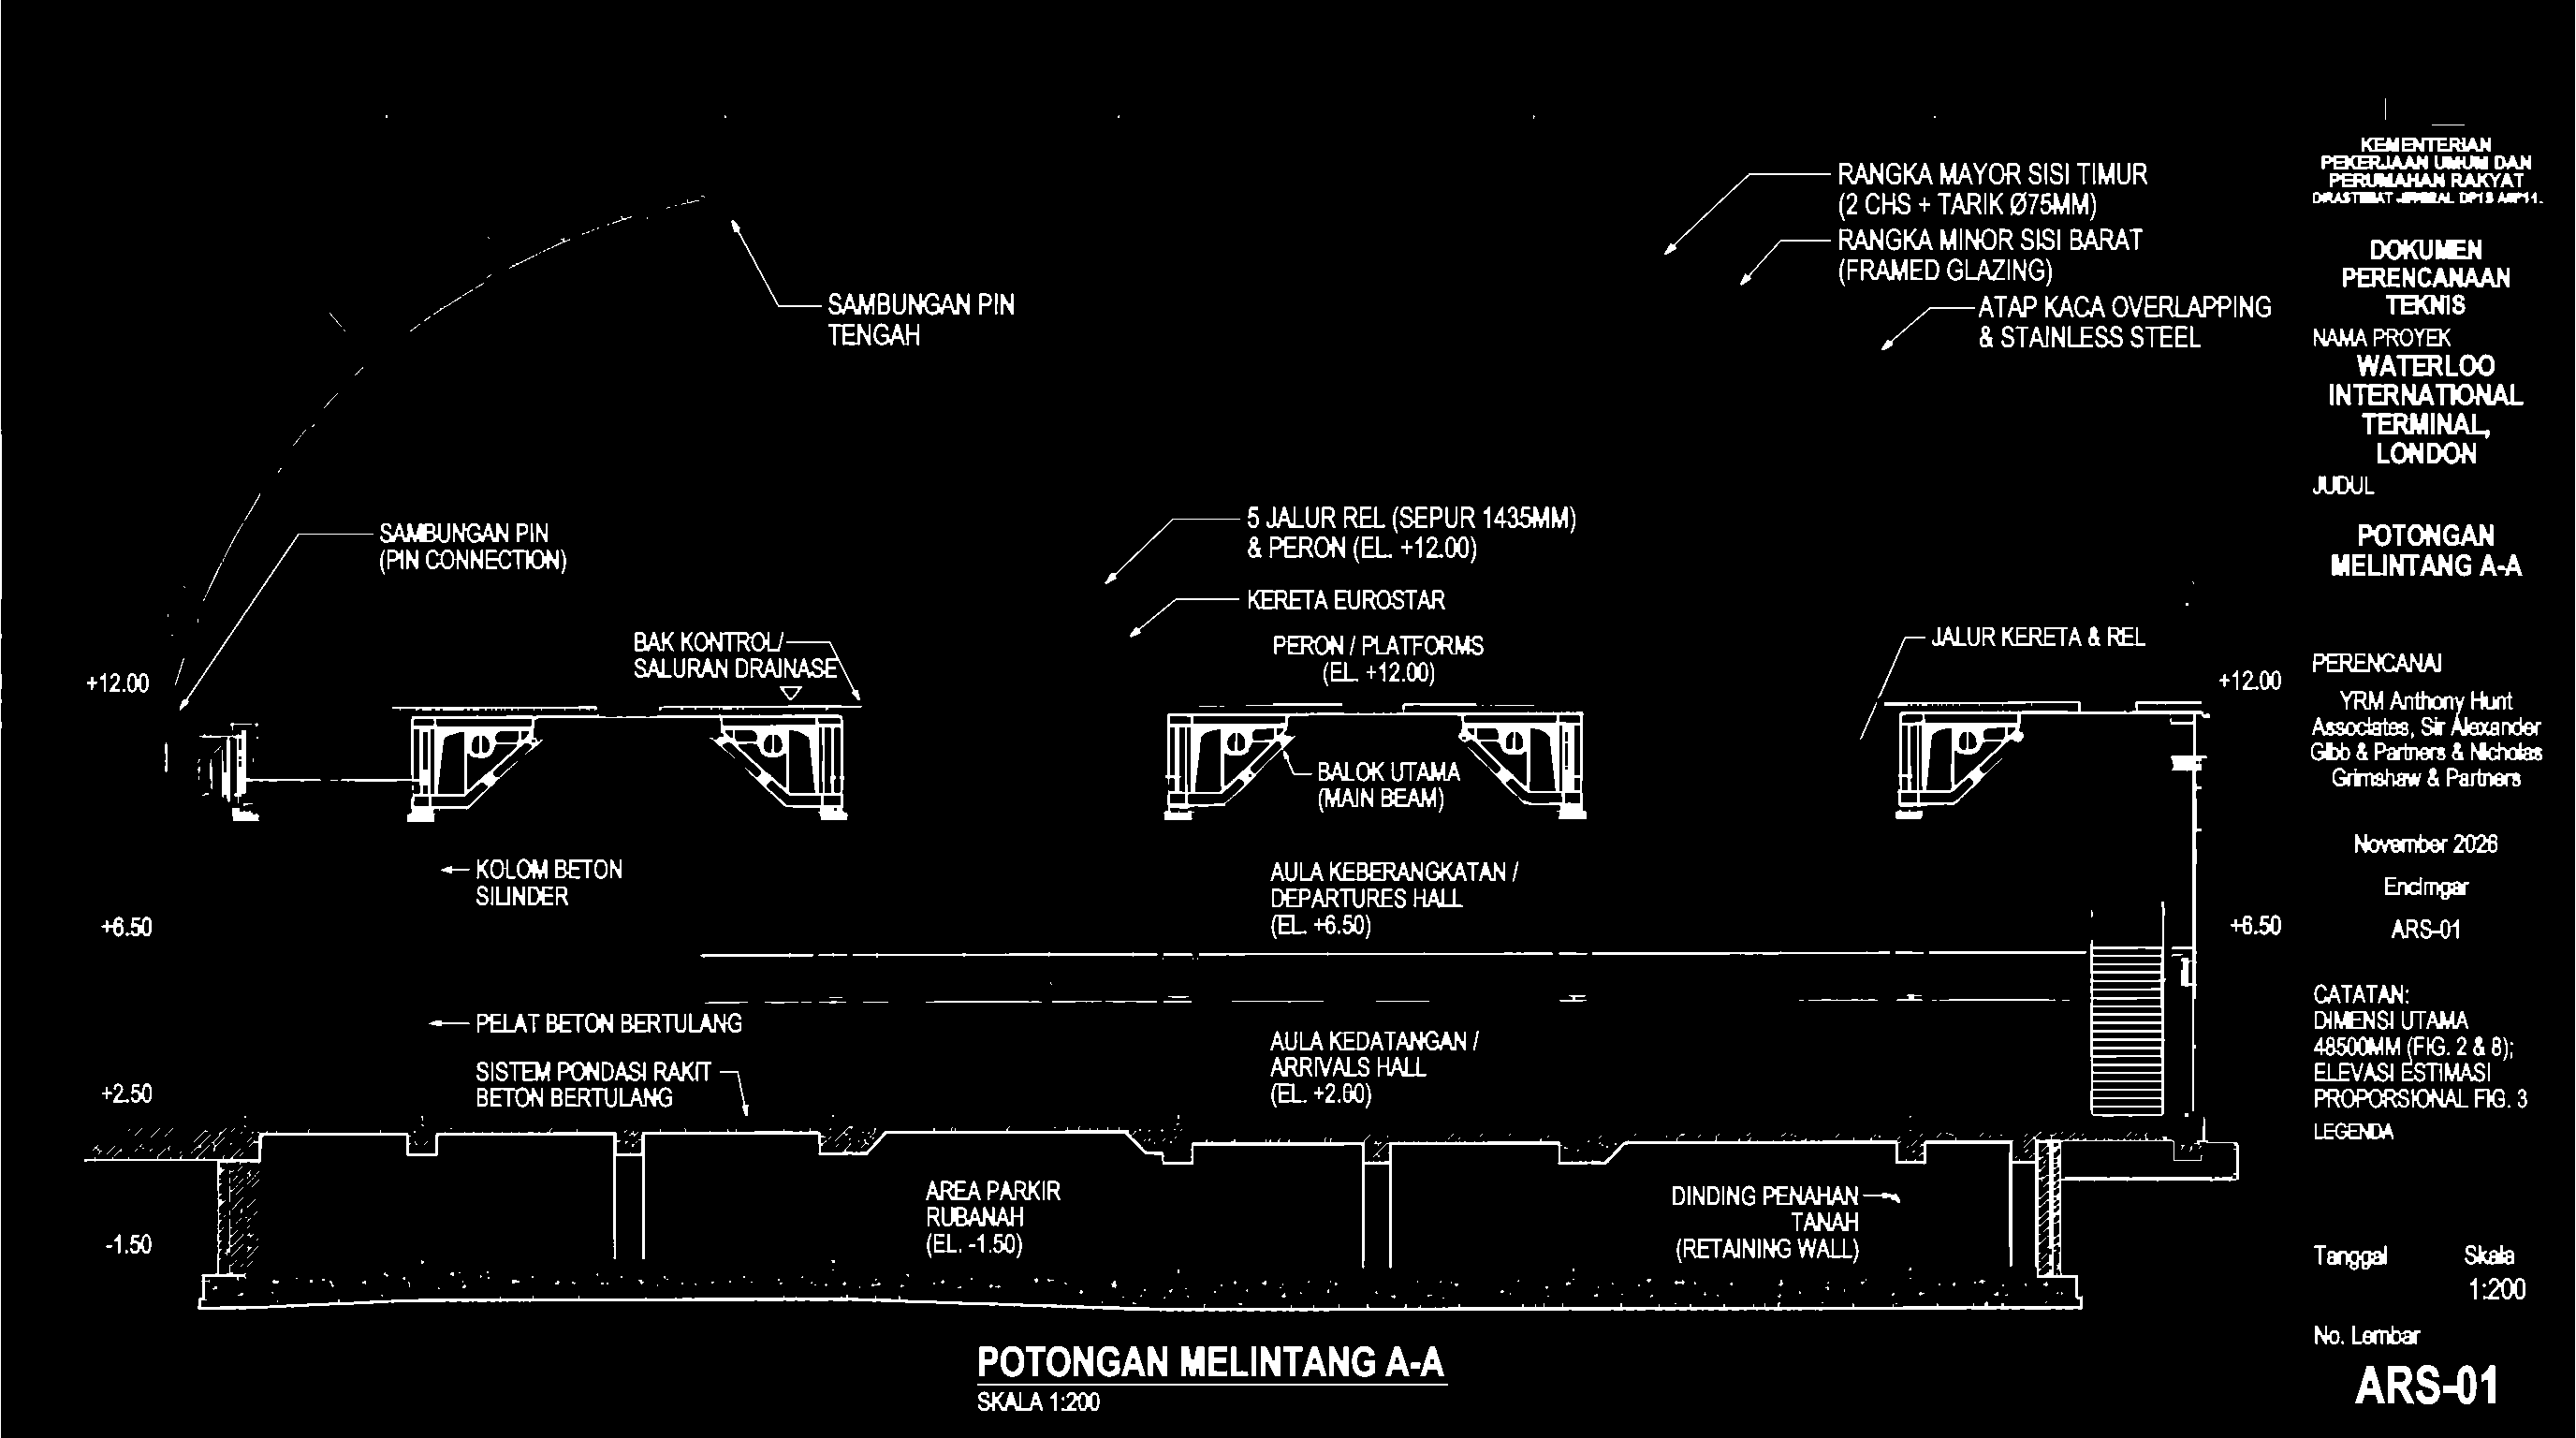 RANGKA MAYOR SISI TIMUR
(2 CHS + TARIK Ø75MM)
RANGKA MINOR SISI BARAT
(FRAMED GLAZING)
ATAP KACA OVERLAPPING
& STAINLESS STEEL
SAMBUNGAN PIN
TENGAH
SAMBUNGAN PIN
(PIN CONNECTION)
5 JALUR REL (SEPUR 1435MM)
& PERON (EL. +12.00)
KERETA EUROSTAR
BAK KONTROL/
SALURAN DRAINASE
PERON / PLATFORMS
(EL. +12.00)
JALUR KERETA & REL
+12.00
+12.00
BALOK UTAMA
(MAIN BEAM)
KOLOM BETON
SILINDER
AULA KEBERANGKATAN /
DEPARTURES HALL
(EL. +6.50)
+6.50
+6.50
PELAT BETON BERTULANG
SISTEM PONDASI RAKIT
BETON BERTULANG
AULA KEDATANGAN /
ARRIVALS HALL
(EL. +2.60)
+2.50
AREA PARKIR
RUBANAH
(EL. -1.50)
DINDING PENAHAN
TANAH
(RETAINING WALL)
-1.50
POTONGAN MELINTANG A-A
SKALA 1:200
KEMENTERIAN
PEKERJAAN UMUM DAN
PERUMAHAN RAKYAT
DOKUMEN
PERENCANAAN
TEKNIS
NAMA PROYEK
WATERLOO
INTERNATIONAL
TERMINAL,
LONDON
JUDUL
POTONGAN
MELINTANG A-A
PERENCANAI
YRM Anthony Hunt
Associates, Sir Alexander
Gibb & Partners & Nicholas
Grimshaw & Partners
November 2026
Encimgar
ARS-01
CATATAN:
DIMENSI UTAMA
48500MM (FIG. 2 & 8);
ELEVASI ESTIMASI
PROPORSIONAL FIG. 3
LEGENDA
Tanggal Skala
1:200
No. Lembar
ARS-01